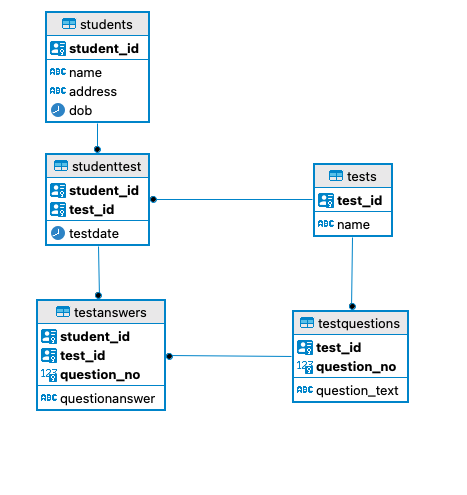 students
student_id
ABC name
ABC address
dob
studenttest
student_id
test_id
testdate
tests
test_id
ABC name
testanswers
student_id
test_id
123 question_no
ABC questionanswer
testquestions
test_id
123 question_no
ABC question_text